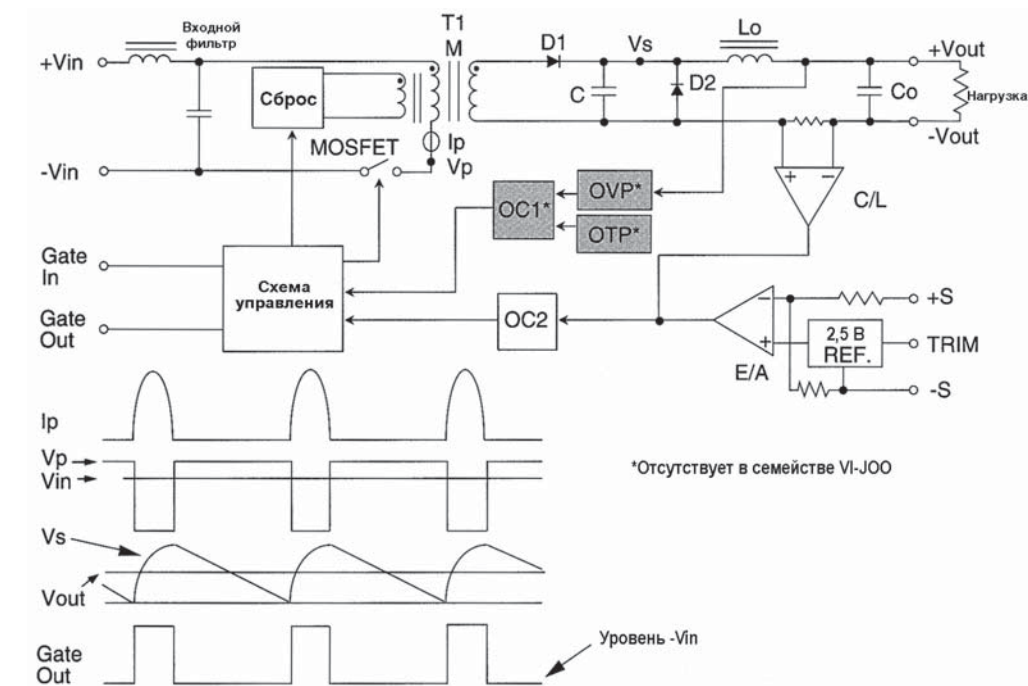 Входной
фильтр
T1
M
D1
Vs
Lo
+Vin
+Vout
Сброс
C
D2
Co
Нагрузка
-Vout
MOSFET
Ip
Vp
-Vin
OC1*
OVP*
OTP*
+
−
C/L
Gate
In
Схема
управления
Gate
Out
OC2
−
+
E/A
+S
2,5 В
REF.
TRIM
-S
Ip
Vp
Vin
*Отсутствует в семействе VI-JOO
Vs
Vout
Gate
Out
Уровень -Vin